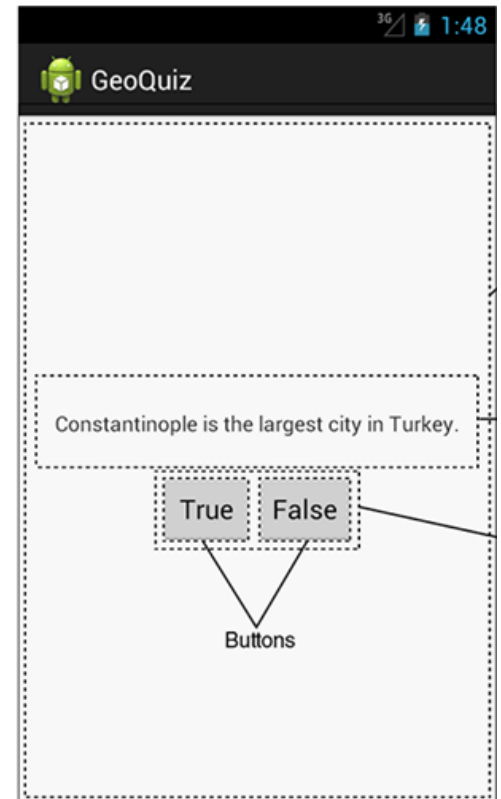 3G 1:48
GeoQuiz
Constantinople is the largest city in Turkey.
True False
Buttons